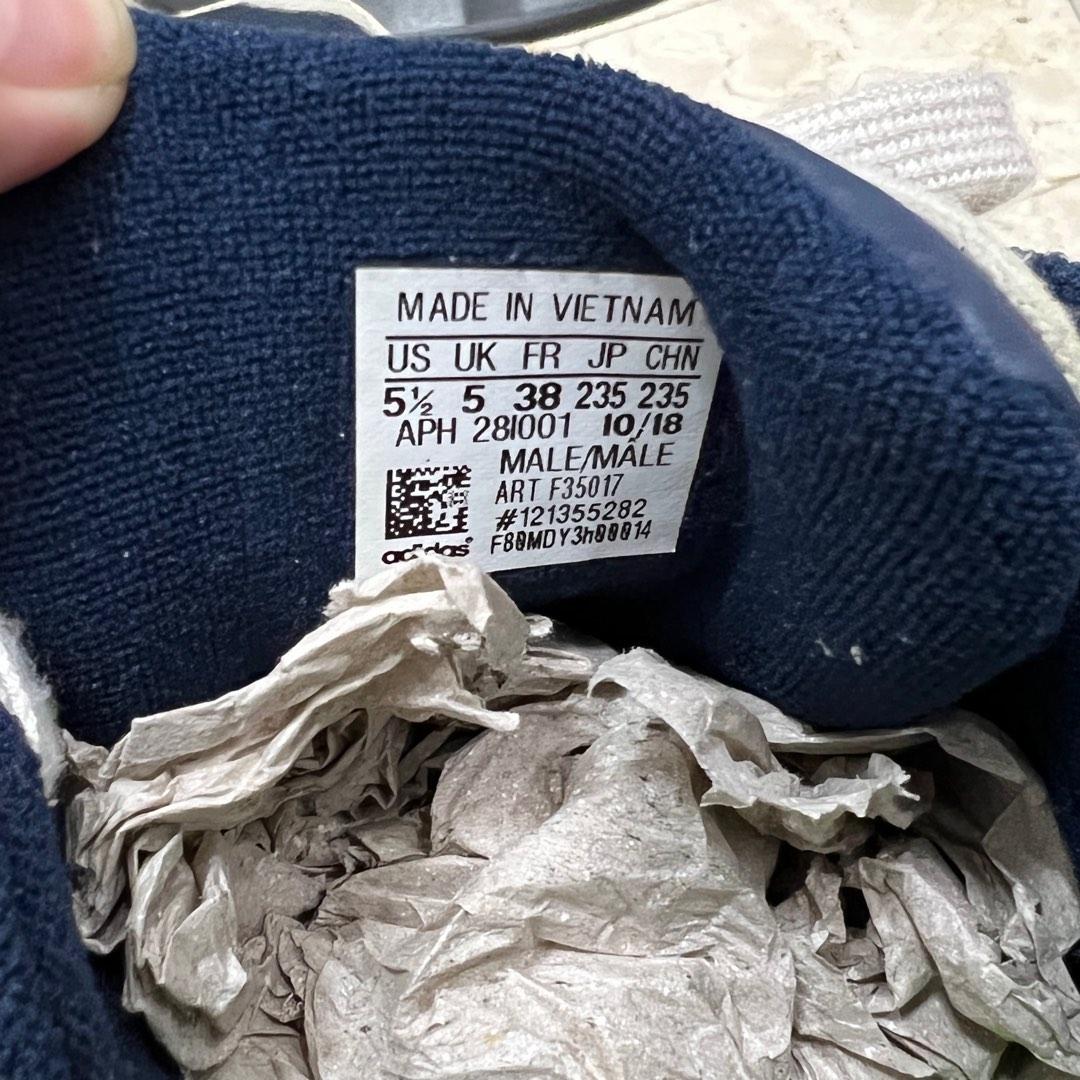 MADE IN VIETNAM
US UK FR JP CHN
5½ 5 38 235 235
APH 281001 10/18
MALE/MÂLE
ART F35017
#121355282
F80MDY3h00014
adidas